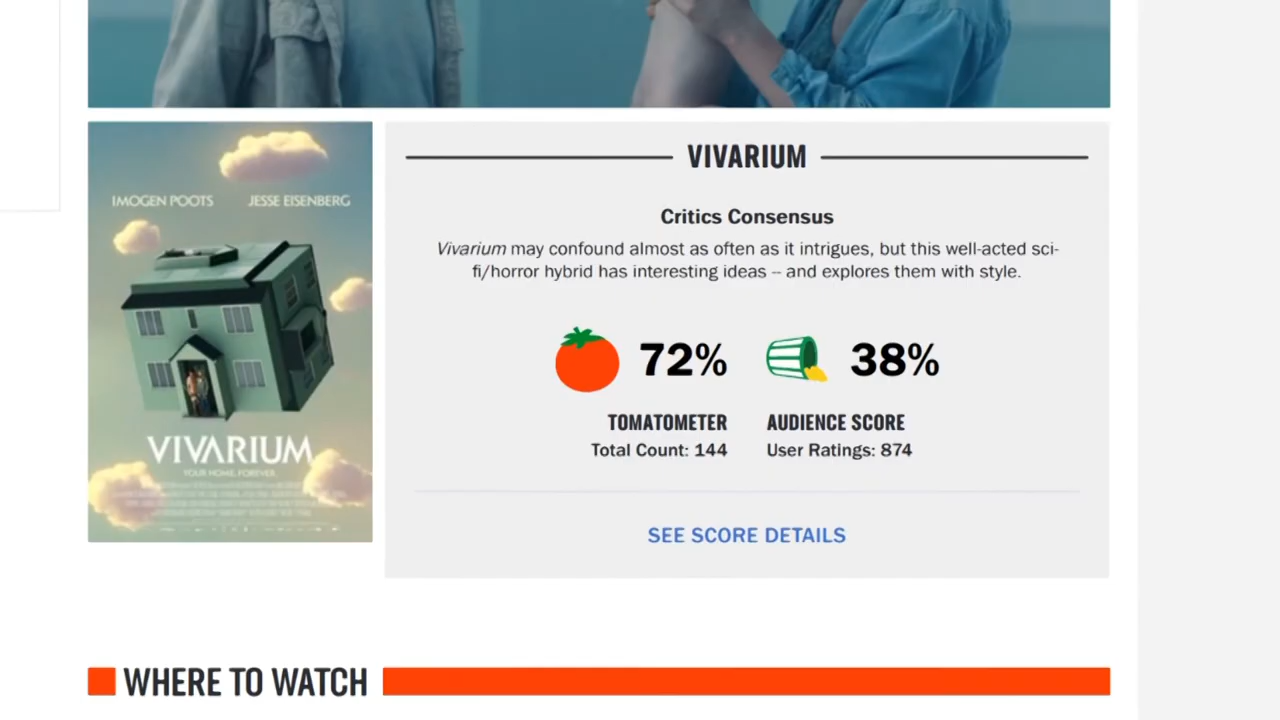 IMOGEN POOTS JESSE EISENBERG
VIVARIUM
YOUR HOME. FOREVER.
VIVARIUM
Critics Consensus
Vivarium may confound almost as often as it intrigues, but this well-acted sci-
fi/horror hybrid has interesting ideas -- and explores them with style.
72% 38%
TOMATOMETER AUDIENCE SCORE
Total Count: 144 User Ratings: 874
SEE SCORE DETAILS
WHERE TO WATCH